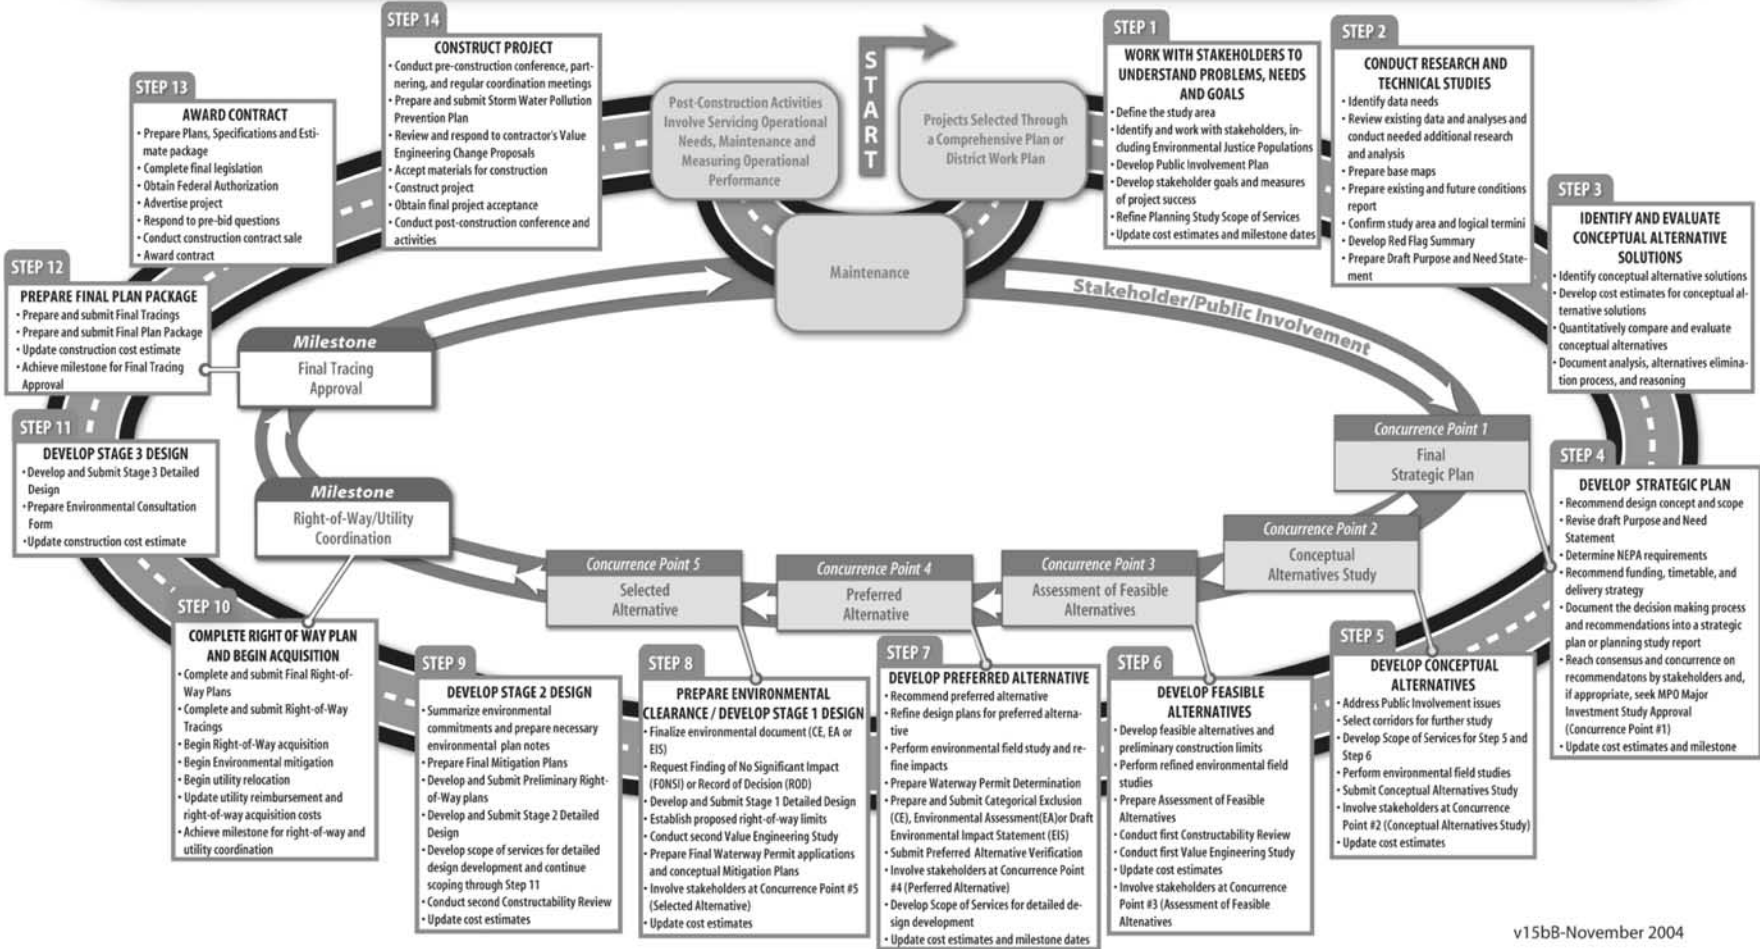 START
Projects Selected Through
a Comprehensive Plan or
District Work Plan
STEP 1
WORK WITH STAKEHOLDERS TO
UNDERSTAND PROBLEMS, NEEDS
AND GOALS
• Define the study area
• Identify and work with stakeholders, in-
cluding Environmental Justice Populations
• Develop Public Involvement Plan
• Develop stakeholder goals and measures
of project success
• Refine Planning Study Scope of Services
• Update cost estimates and milestone dates
STEP 2
CONDUCT RESEARCH AND
TECHNICAL STUDIES
• Identify data needs
• Review existing data and analyses and
conduct needed additional research
and analysis
• Prepare base maps
• Prepare existing and future conditions
report
• Confirm study area and logical termini
• Develop Red Flag Summary
• Prepare Draft Purpose and Need State-
ment
STEP 3
IDENTIFY AND EVALUATE
CONCEPTUAL ALTERNATIVE
SOLUTIONS
• Identify conceptual alternative solutions
• Develop cost estimates for conceptual al-
ternative solutions
• Quantitatively compare and evaluate
conceptual alternatives
• Document analysis, alternatives elimina-
tion process, and reasoning
STEP 4
DEVELOP STRATEGIC PLAN
• Recommend design concept and scope
• Revise draft Purpose and Need
Statement
• Determine NEPA requirements
• Recommend funding, timetable, and
delivery strategy
• Document the decision making process
and recommendations into a strategic
plan or planning study report
• Reach consensus and concurrence on
recommendatons by stakeholders and,
if appropriate, seek MPO Major
Investment Study Approval
(Concurrence Point #1)
• Update cost estimates and milestone
STEP 5
DEVELOP CONCEPTUAL
ALTERNATIVES
• Address Public Involvement issues
• Select corridors for further study
• Develop Scope of Services for Step 5 and
Step 6
• Perform environmental field studies
• Submit Conceptual Alternatives Study
• Involve stakeholders at Concurrence
Point #2 (Conceptual Alternatives Study)
• Update cost estimates
STEP 6
DEVELOP FEASIBLE
ALTERNATIVES
• Develop feasible alternatives and
preliminary construction limits
• Perform refined environmental field
studies
• Prepare Assessment of Feasible
Alternatives
• Conduct first Constructability Review
• Conduct first Value Engineering Study
• Update cost estimates
• Involve stakeholders at Concurrence
Point #3 (Assessment of Feasible
Altenatives
STEP 7
DEVELOP PREFERRED ALTERNATIVE
• Recommend preferred alternative
• Refine design plans for preferred alterna-
tive
• Perform environmental field study and re-
fine impacts
• Prepare Waterway Permit Determination
• Prepare and Submit Categorical Exclusion
(CE), Environmental Assessment(EA)or Draft
Environmental Impact Statement (EIS)
• Submit Preferred Alternative Verification
• Involve stakeholders at Concurrence Point
#4 (Perferred Alternative)
• Develop Scope of Services for detailed de-
sign development
• Update cost estimates and milestone dates
STEP 8
PREPARE ENVIRONMENTAL
CLEARANCE / DEVELOP STAGE 1 DESIGN
• Finalize environmental document (CE, EA or
EIS)
• Request Finding of No Significant Impact
(FONSI) or Record of Decision (ROD)
• Develop and Submit Stage 1 Detailed Design
• Establish proposed right-of-way limits
• Conduct second Value Engineering Study
• Prepare Final Waterway Permit applications
and conceptual Mitigation Plans
• Involve stakeholders at Concurrence Point #5
(Selected Alternative)
• Update cost estimates
STEP 9
DEVELOP STAGE 2 DESIGN
• Summarize environmental
commitments and prepare necessary
environmental plan notes
• Prepare Final Mitigation Plans
• Develop and Submit Preliminary Right-
of-Way plans
• Develop and Submit Stage 2 Detailed
Design
• Develop scope of services for detailed
design development and continue
scoping through Step 11
• Conduct second Constructability Review
• Update cost estimates
STEP 10
COMPLETE RIGHT OF WAY PLAN
AND BEGIN ACQUISITION
• Complete and submit Final Right-of-
Way Plans
• Complete and submit Right-of-Way
Tracings
• Begin Right-of-Way acquisition
• Begin Environmental mitigation
• Begin utility relocation
• Update utility reimbursement and
right-of-way acquisition costs
• Achieve milestone for right-of-way and
utility coordination
STEP 11
DEVELOP STAGE 3 DESIGN
• Develop and Submit Stage 3 Detailed
Design
• Prepare Environmental Consultation
Form
• Update construction cost estimate
STEP 12
PREPARE FINAL PLAN PACKAGE
• Prepare and submit Final Tracings
• Prepare and submit Final Plan Package
• Update construction cost estimate
• Achieve milestone for Final Tracing
Approval
STEP 13
AWARD CONTRACT
• Prepare Plans, Specifications and Esti-
mate package
• Complete final legislation
• Obtain Federal Authorization
• Advertise project
• Respond to pre-bid questions
• Conduct construction contract sale
• Award contract
STEP 14
CONSTRUCT PROJECT
• Conduct pre-construction conference, part-
nering, and regular coordination meetings
• Prepare and submit Storm Water Pollution
Prevention Plan
• Review and respond to contractor's Value
Engineering Change Proposals
• Accept materials for construction
• Construct project
• Obtain final project acceptance
• Conduct post-construction conference and
activities
Post-Construction Activities
Involve Servicing Operational
Needs, Maintenance and
Measuring Operational
Performance
Maintenance
Stakeholder/Public Involvement
Concurrence Point 1
Final
Strategic Plan
Concurrence Point 2
Conceptual
Alternatives Study
Concurrence Point 3
Assessment of Feasible
Alternatives
Concurrence Point 4
Preferred
Alternative
Concurrence Point 5
Selected
Alternative
Milestone
Right-of-Way/Utility
Coordination
Milestone
Final Tracing
Approval
v15bB-November 2004